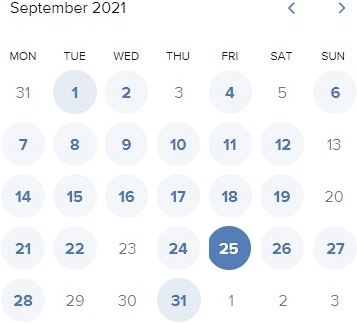 September 2021
MON TUE WED THU FRI SAT SUN
31 1 2 3 4 5 6
7 8 9 10 11 12 13
14 15 16 17 18 19 20
21 22 23 24 25 26 27
28 29 30 31 1 2 3